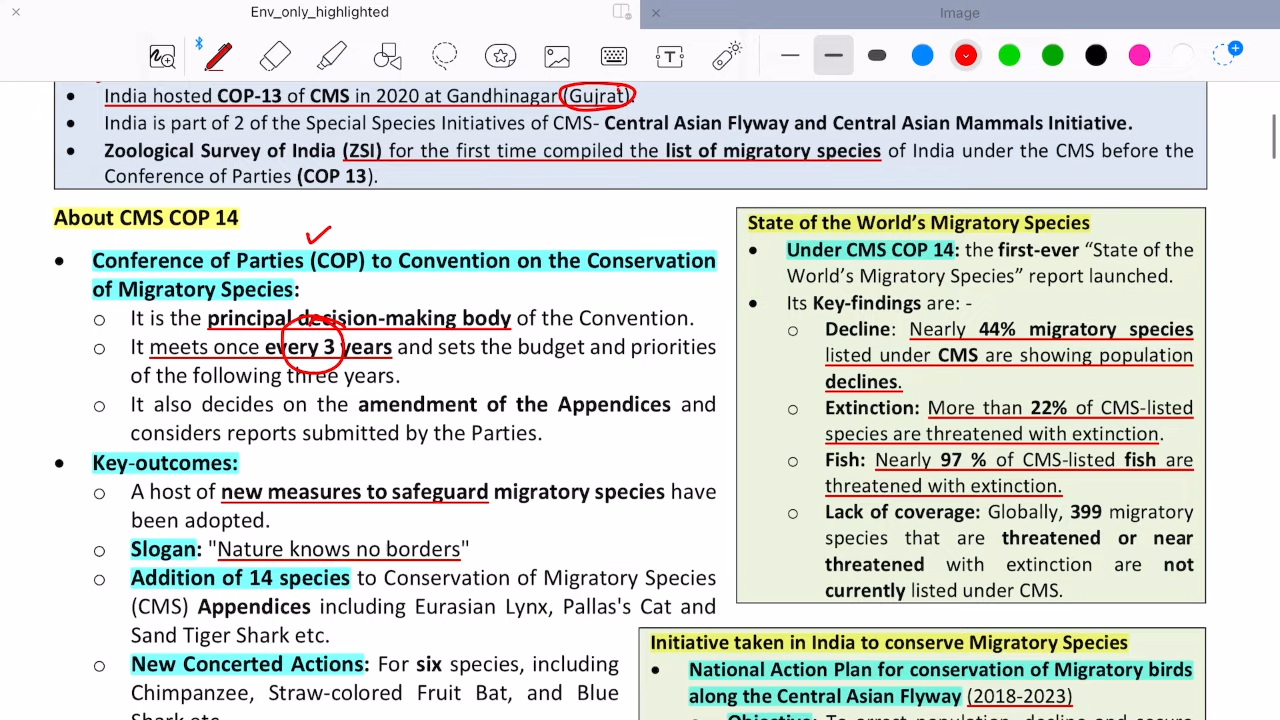 Env_only_highlighted
Image
• India hosted COP-13 of CMS in 2020 at Gandhinagar (Gujrat).
• India is part of 2 of the Special Species Initiatives of CMS- Central Asian Flyway and Central Asian Mammals Initiative.
• Zoological Survey of India (ZSI) for the first time compiled the list of migratory species of India under the CMS before the
Conference of Parties (COP 13).
About CMS COP 14
• Conference of Parties (COP) to Convention on the Conservation
of Migratory Species:
o It is the principal decision-making body of the Convention.
o It meets once every 3 years and sets the budget and priorities
of the following three years.
o It also decides on the amendment of the Appendices and
considers reports submitted by the Parties.
• Key-outcomes:
o A host of new measures to safeguard migratory species have
been adopted.
o Slogan: "Nature knows no borders"
o Addition of 14 species to Conservation of Migratory Species
(CMS) Appendices including Eurasian Lynx, Pallas's Cat and
Sand Tiger Shark etc.
o New Concerted Actions: For six species, including
Chimpanzee, Straw-colored Fruit Bat, and Blue
Shark etc.
State of the World’s Migratory Species
• Under CMS COP 14: the first-ever “State of the
World’s Migratory Species” report launched.
• Its Key-findings are: -
o Decline: Nearly 44% migratory species
listed under CMS are showing population
declines.
o Extinction: More than 22% of CMS-listed
species are threatened with extinction.
o Fish: Nearly 97 % of CMS-listed fish are
threatened with extinction.
o Lack of coverage: Globally, 399 migratory
species that are threatened or near
threatened with extinction are not
currently listed under CMS.
Initiative taken in India to conserve Migratory Species
• National Action Plan for conservation of Migratory birds
along the Central Asian Flyway (2018-2023)
o Objective: To arrest population decline and secure